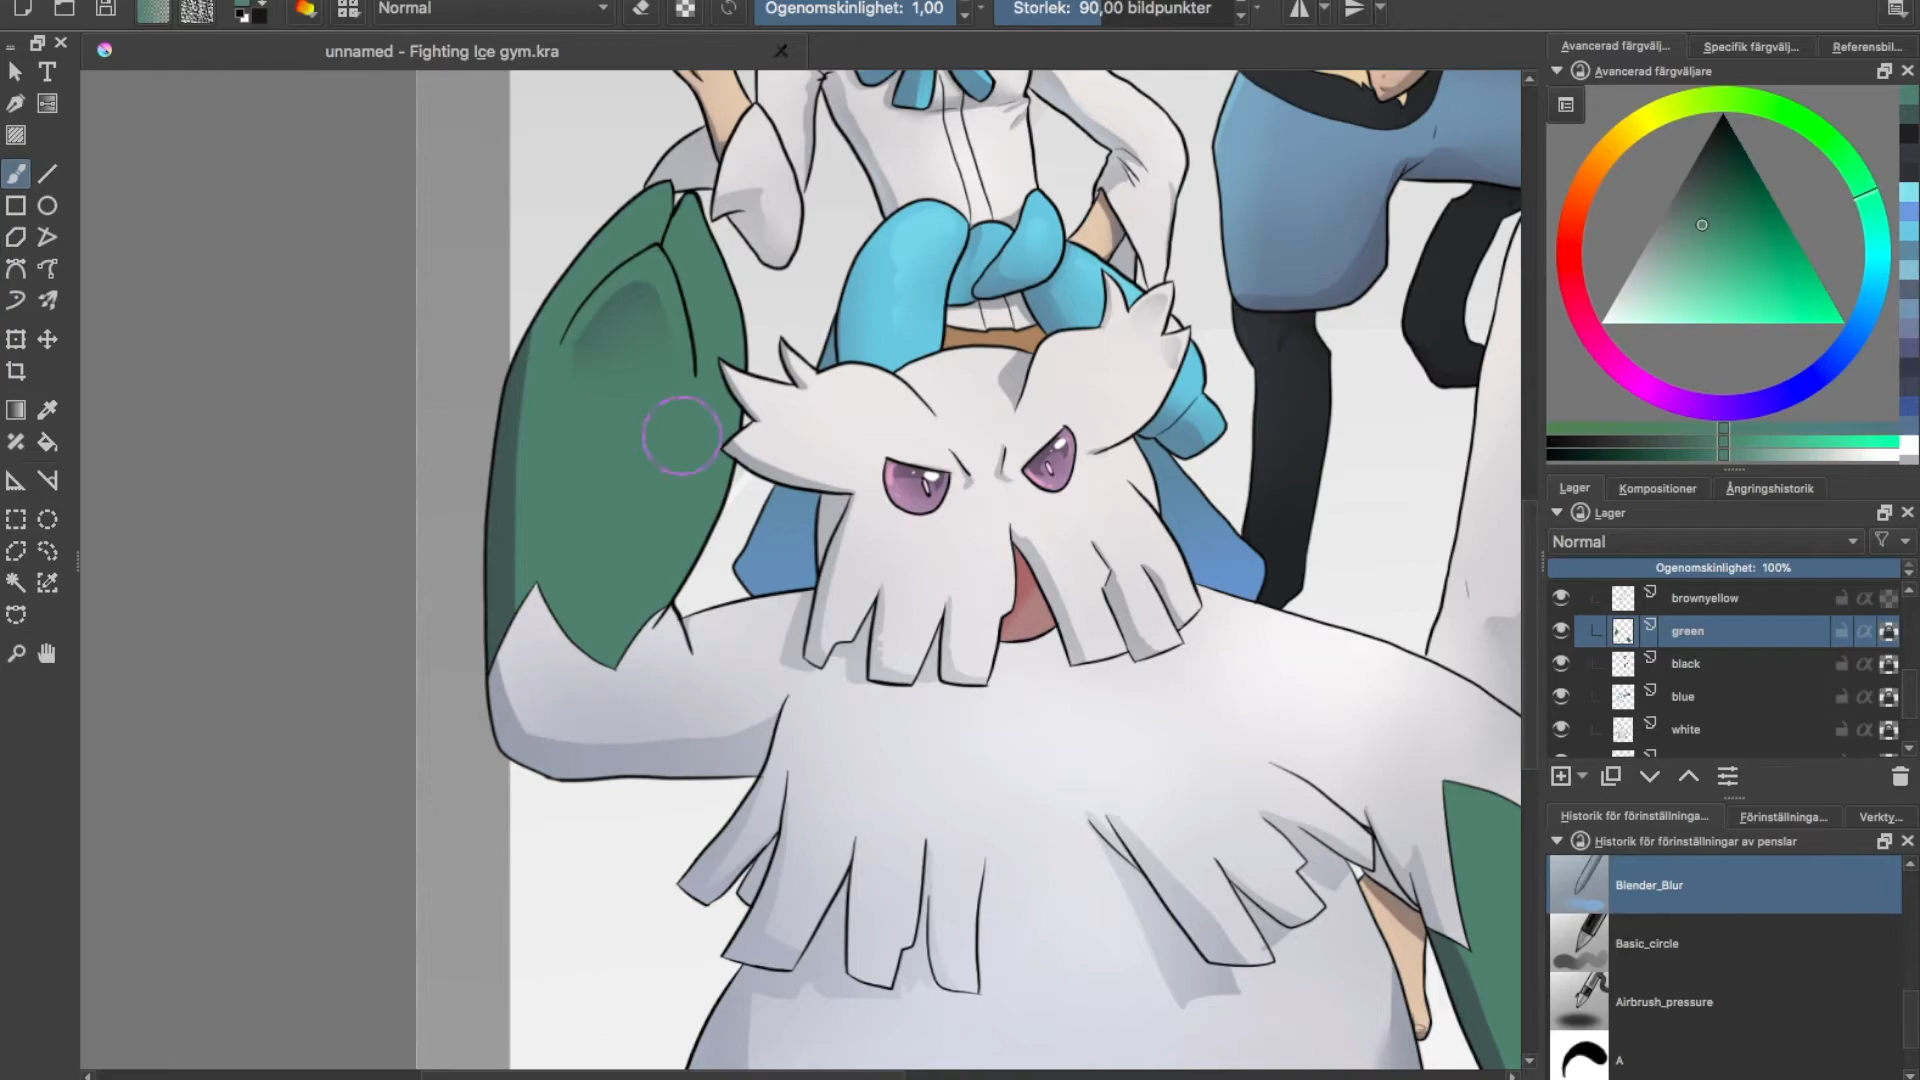 Normal
Ogenomskinlighet: 1,00
Storlek: 90,00 bildpunkter
unnamed - Fighting Ice gym.kra
Avancerad färgvälj...
Specifik färgvälj...
Referensbil...
Avancerad färgväljare
Lager
Kompositioner
Ångringshistorik
Lager
Normal
Ogenomskinlighet: 100%
brownyellow
green
black
blue
white
Historik för förinställninga...
Förinställninga...
Verkty...
Historik för förinställningar av penslar
Blender_Blur
Basic_circle
Airbrush_pressure
A